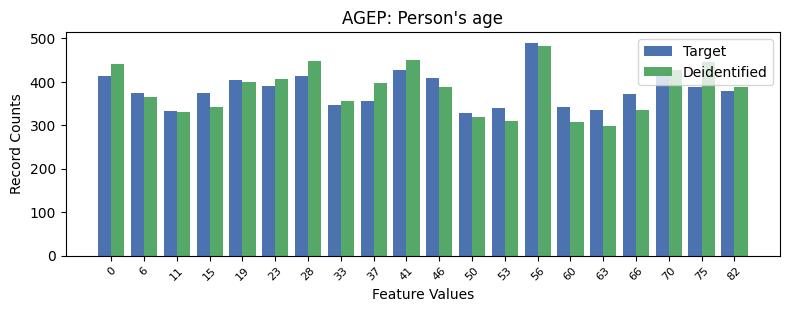 AGEP: Person's age
Target
Deidentified
Record Counts
500
400
300
200
100
0
0 6 11 15 19 23 28 33 37 41 46 50 53 56 60 63 66 70 75 82
Feature Values